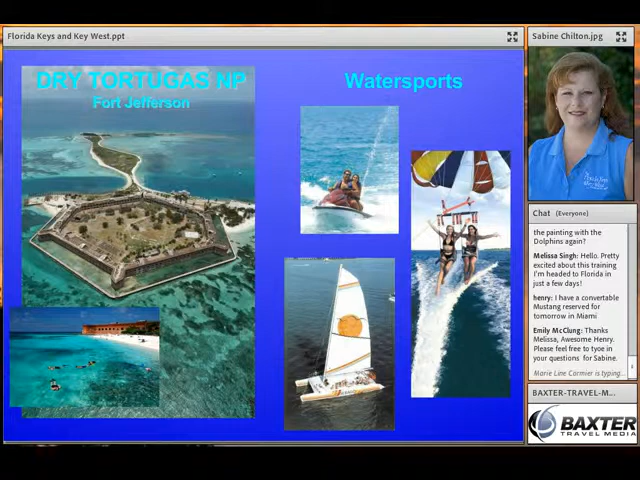 Florida Keys and Key West.ppt
DRY TORTUGAS NP
Fort Jefferson
Watersports
Sabine Chilton.jpg
Chat (Everyone)
the painting with the
Dolphins again?
Melissa Singh: Hello. Pretty
excited about this training
I'm headed to Florida in
just a few days!
henry: I have a convertable
Mustang reserved for
tomorrow in Miami
Emily McClung: Thanks
Melissa, Awesome Henry.
Please feel free to tyoe in
your questions for Sabine.
Marie Line Cormier is typing...
BAXTER-TRAVEL-M...
BAXTER
TRAVEL MEDIA